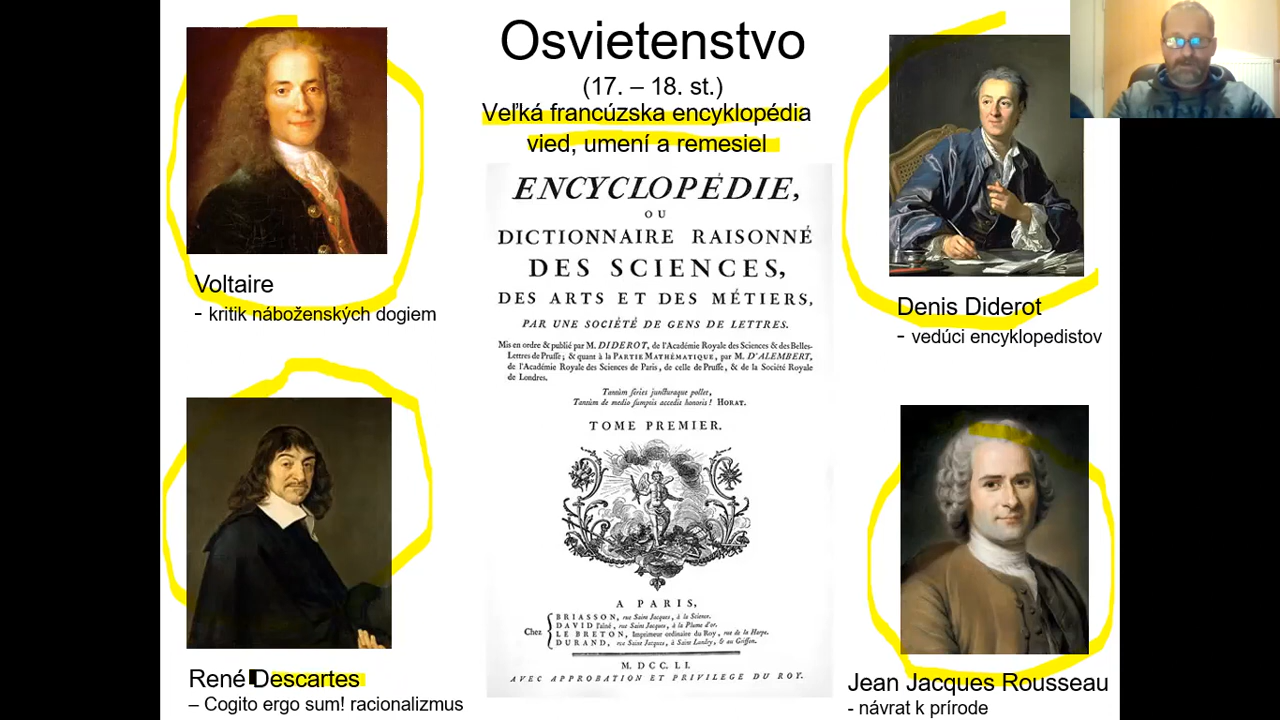 Osvietenstvo
(17. – 18. st.)
Veľká francúzska encyklopédia
vied, umení a remesiel
Voltaire
- kritik náboženských dogiem
Denis Diderot
- vedúci encyklopedistov
René Descartes
– Cogito ergo sum! racionalizmus
Jean Jacques Rousseau
- návrat k prírode
ENCYCLOPÉDIE,
OU
DICTIONNAIRE RAISONNÉ
DES SCIENCES,
DES ARTS ET DES MÉTIERS,
PAR UNE SOCIÉTÉ DE GENS DE LETTRES.
Mis en ordre & publié par M. DIDEROT, de l'Académie Royale des Sciences & des Belles-
Lettres de Prusse; & quant à la PARTIE MATHÉMATIQUE, par M. D'ALEMBERT,
de l'Académie Royale des Sciences de Paris, de celle de Prusse, & de la Société Royale
de Londres.
Tantùm series juncturaque pollet,
Tantùm de medio sumptis accedit honoris! HORAT.
TOME PREMIER.
A PARIS,
Chez
BRIASSON, rue Saint Jacques, à la Science.
DAVID l'aîné, rue Saint Jacques, à la Plume d'or.
LE BRETON, Imprimeur ordinaire du Roy, rue de la Harpe.
DURAND, rue Saint Jacques, à Saint Landry, & au Griffon.
M. DCC. LI.
AVEC APPROBATION ET PRIVILEGE DU ROY.